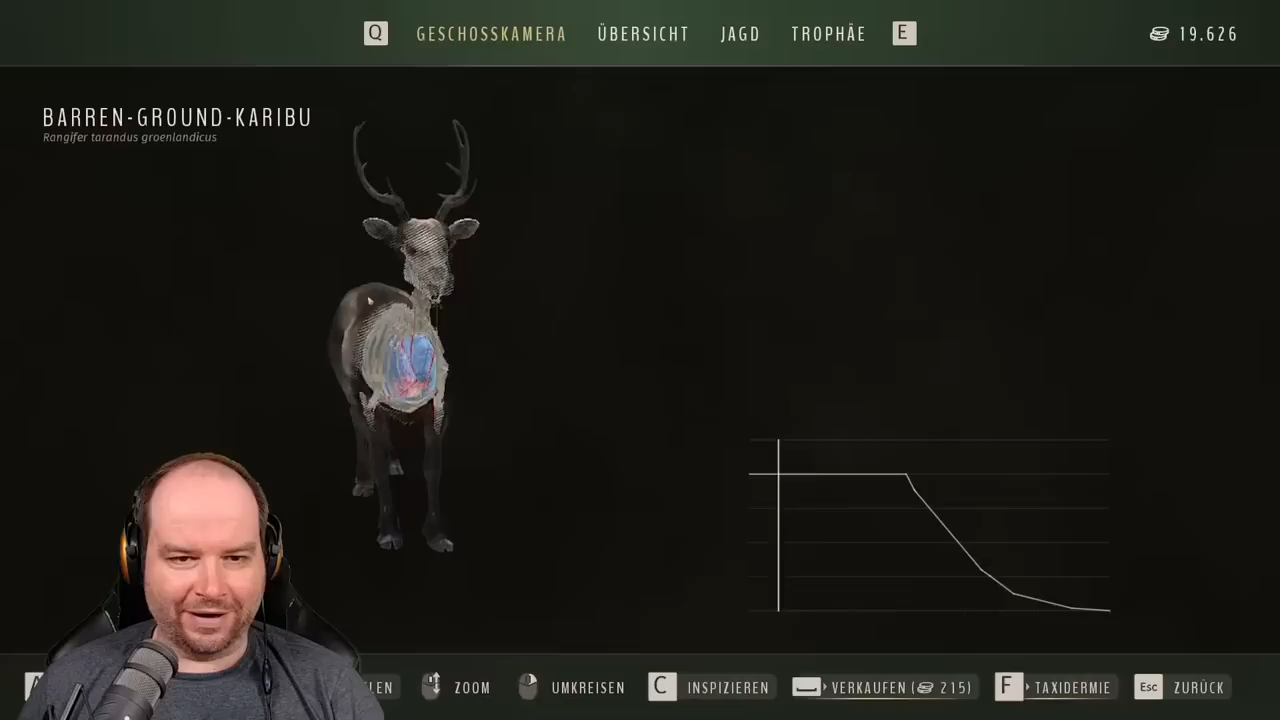 Q GESCHOSSKAMERA ÜBERSICHT JAGD TROPHÄE E 19.626
BARREN-GROUND-KARIBU
Rangifer tarandus groenlandicus
ZOOM UMKREISEN C INSPIZIEREN VERKAUFEN ( 215) F TAXIDERMIE Esc ZURÜCK